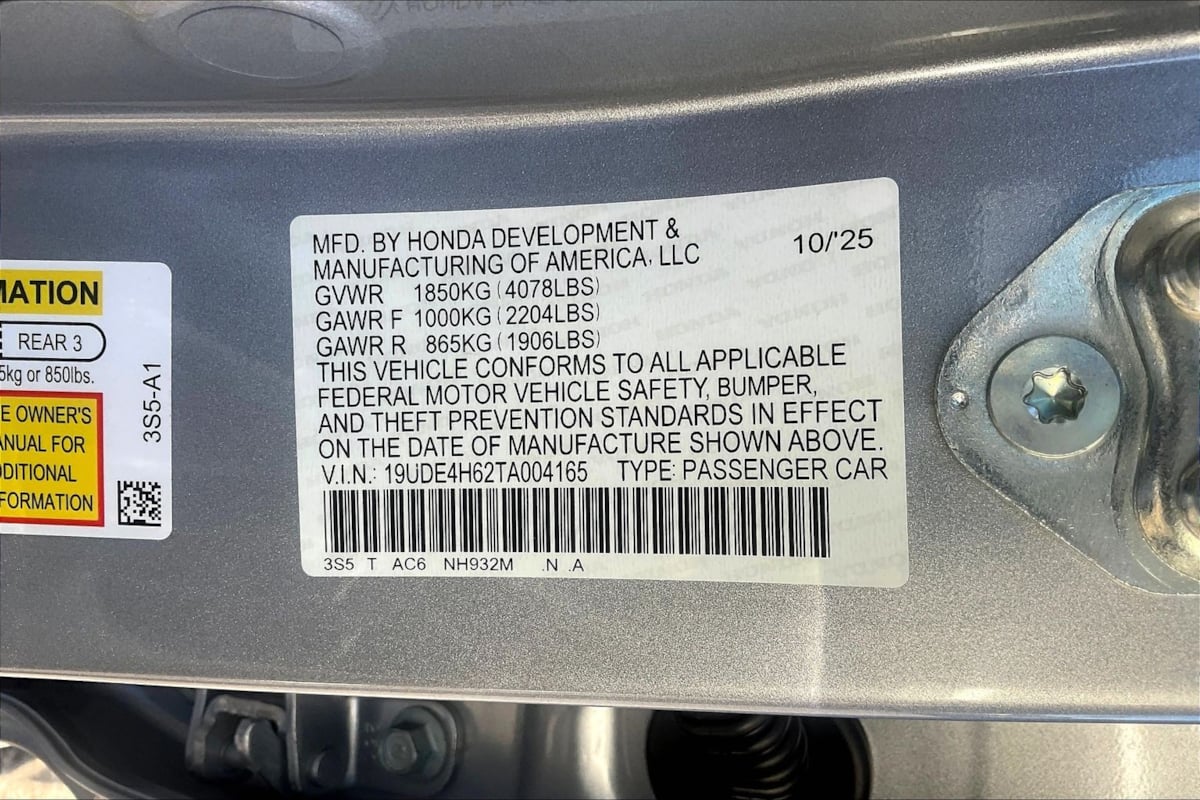 MATION
REAR 3
5kg or 850lbs.
E OWNER'S
ANUAL FOR
DDITIONAL
FORMATION
3S5-A1
MFD. BY HONDA DEVELOPMENT &
MANUFACTURING OF AMERICA, LLC
10/'25
GVWR 1850KG (4078LBS)
GAWR F 1000KG (2204LBS)
GAWR R 865KG (1906LBS)
THIS VEHICLE CONFORMS TO ALL APPLICABLE
FEDERAL MOTOR VEHICLE SAFETY, BUMPER,
AND THEFT PREVENTION STANDARDS IN EFFECT
ON THE DATE OF MANUFACTURE SHOWN ABOVE.
V.I.N.: 19UDE4H62TA004165 TYPE: PASSENGER CAR
3S5 T AC6 NH932M .N .A